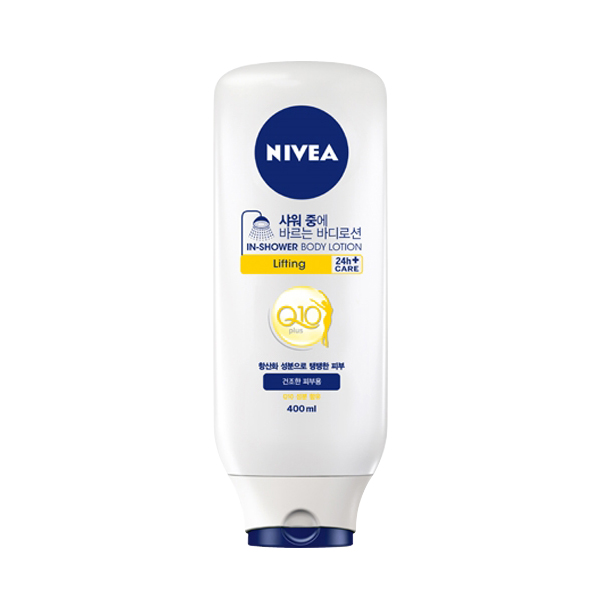 NIVEA
샤워 중에
바르는 바디로션
IN-SHOWER BODY LOTION
Lifting
24h+
CARE
Q10
plus
항산화 성분으로 탱탱한 피부
건조한 피부용
400ml